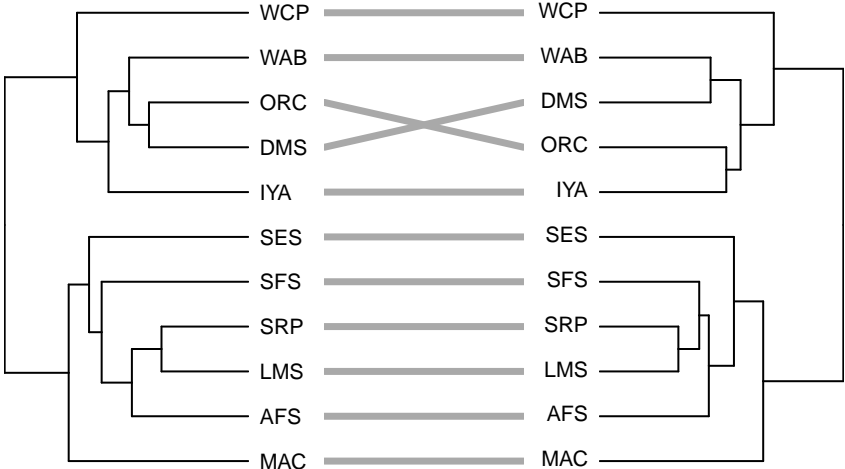 WCP WCP
WAB WAB
ORC DMS
DMS ORC
IYA IYA
SES SES
SFS SFS
SRP SRP
LMS LMS
AFS AFS
MAC MAC